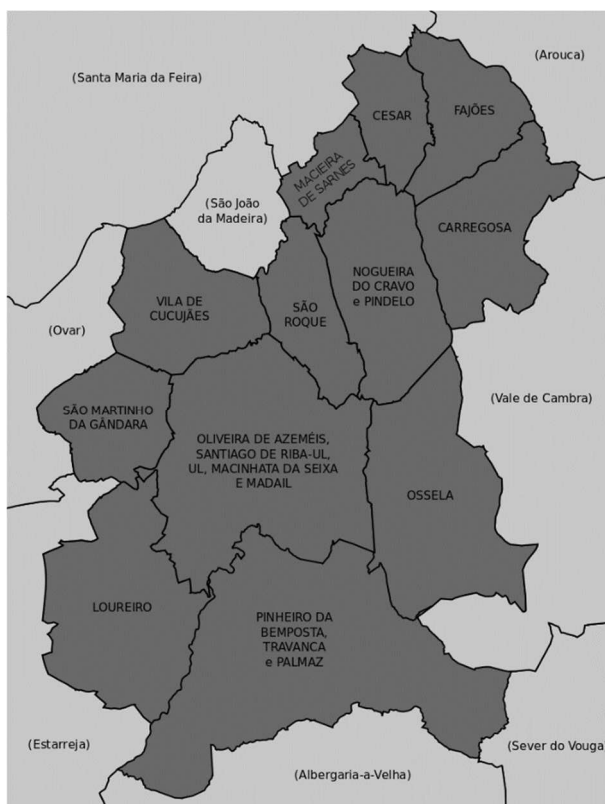 (Arouca)
(Santa Maria da Feira)
CESAR
FAJÕES
MACIEIRA
DE SARNES
(São João
da Madeira)
CARREGOSA
NOGUEIRA
DO CRAVO
e PINDELO
VILA DE
CUCUJÃES
SÃO
ROQUE
(Ovar)
(Vale de Cambra)
SÃO MARTINHO
DA GÂNDARA
OLIVEIRA DE AZEMÉIS,
SANTIAGO DE RIBA-UL,
UL, MACINHATA DA SEIXA
E MADAIL
OSSELA
LOUREIRO
PINHEIRO DA
BEMPOSTA,
TRAVANCA
e PALMAZ
(Estarreja)
(Sever do Vouga)
(Albergaria-a-Velha)